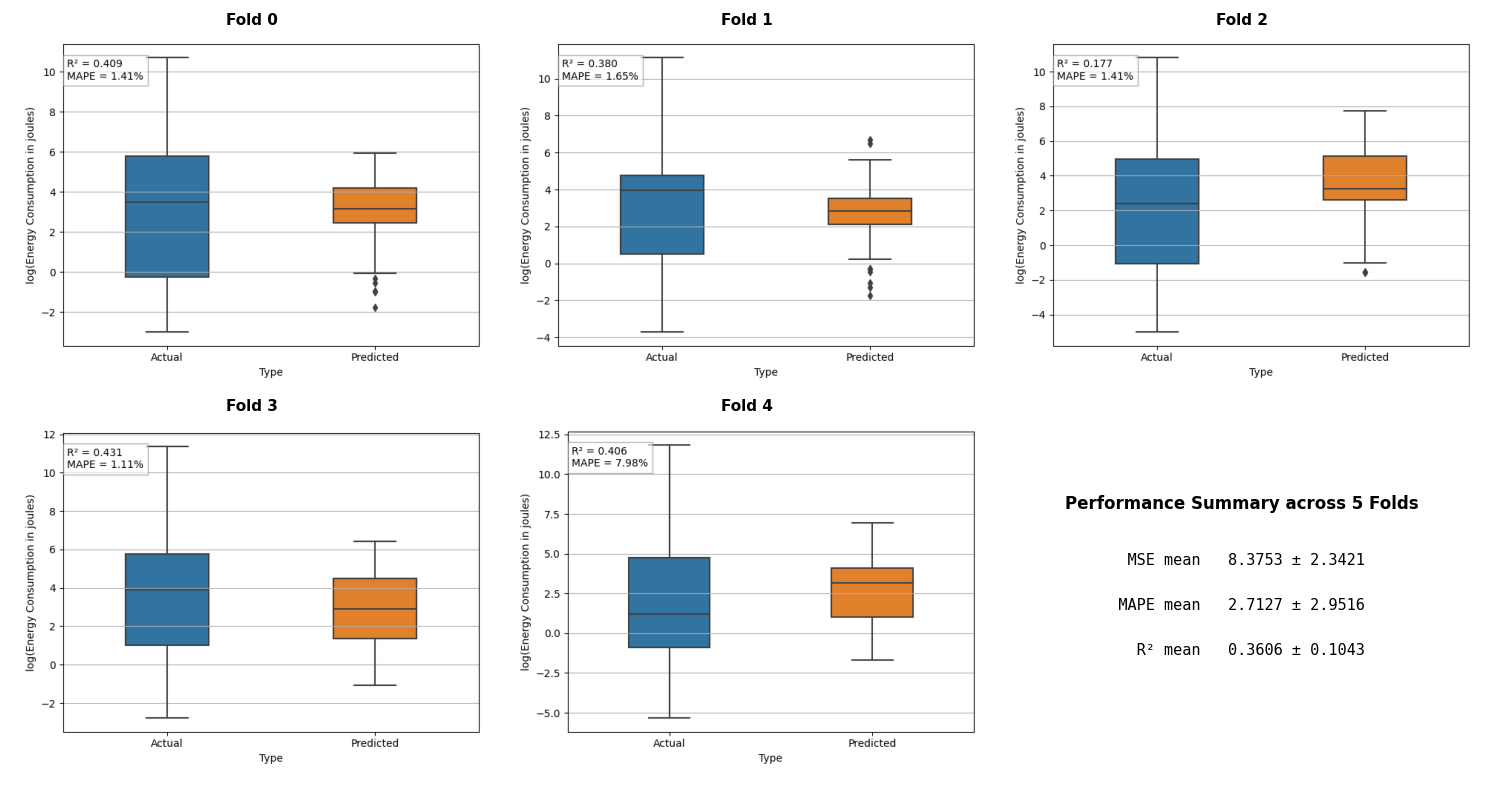 Fold 0
R² = 0.409
MAPE = 1.41%
log(Energy Consumption in joules)
10
8
6
4
2
0
−2
Actual
Predicted
Type
Fold 1
R² = 0.380
MAPE = 1.65%
log(Energy Consumption in joules)
10
8
6
4
2
0
−2
−4
Actual
Predicted
Type
Fold 2
R² = 0.177
MAPE = 1.41%
log(Energy Consumption in joules)
10
8
6
4
2
0
−2
−4
Actual
Predicted
Type
Fold 3
R² = 0.431
MAPE = 1.11%
log(Energy Consumption in joules)
12
10
8
6
4
2
0
−2
Actual
Predicted
Type
Fold 4
R² = 0.406
MAPE = 7.98%
log(Energy Consumption in joules)
12.5
10.0
7.5
5.0
2.5
0.0
−2.5
−5.0
Actual
Predicted
Type
Performance Summary across 5 Folds
MSE mean 8.3753 ± 2.3421
MAPE mean 2.7127 ± 2.9516
R² mean 0.3606 ± 0.1043